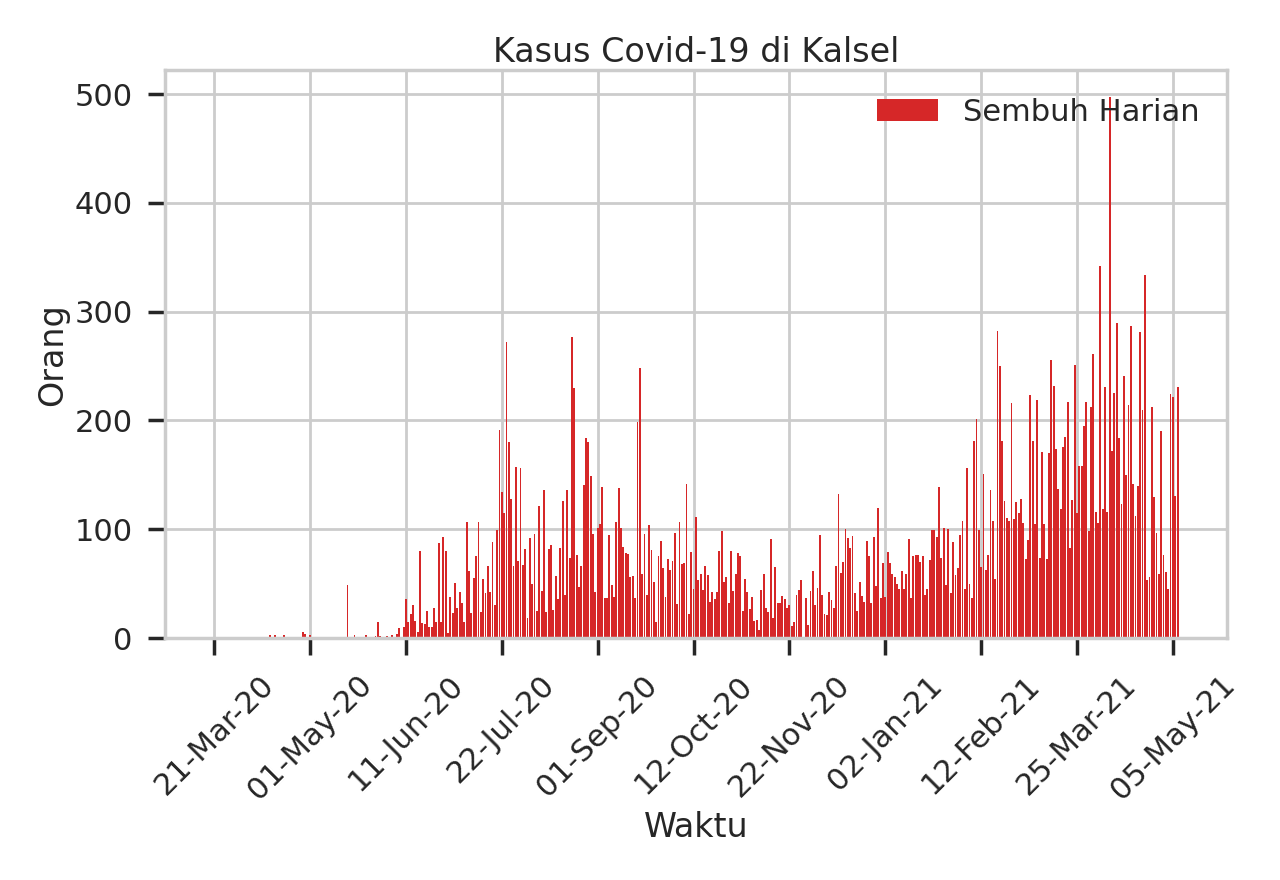 Kasus Covid-19 di Kalsel
Sembuh Harian
Orang
500
400
300
200
100
0
21-Mar-20
01-May-20
11-Jun-20
22-Jul-20
01-Sep-20
12-Oct-20
22-Nov-20
02-Jan-21
12-Feb-21
25-Mar-21
05-May-21
Waktu